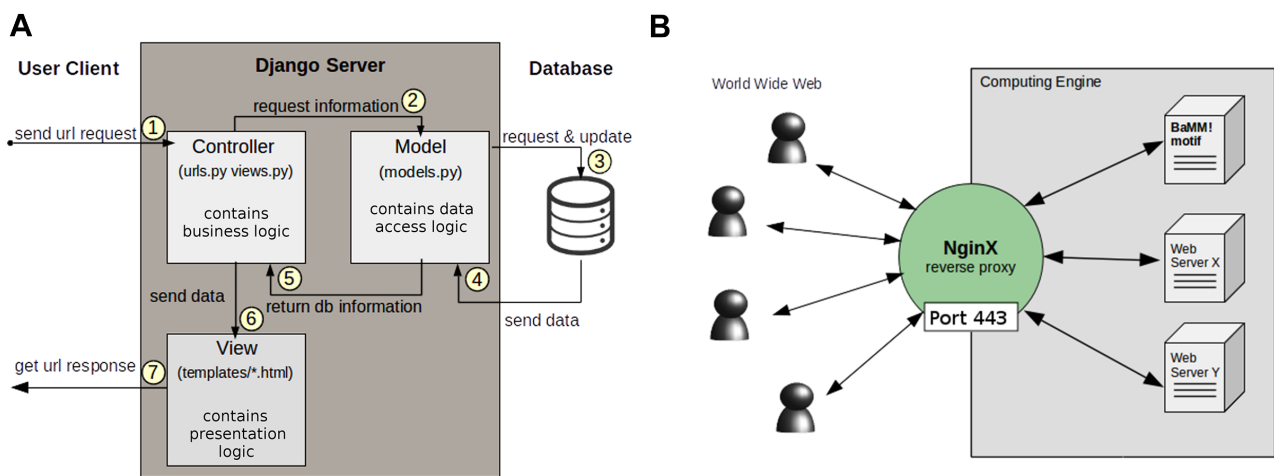 A
User Client
Django Server
Database
request information
2
send url request
1
Controller
(urls.py views.py)
contains
business logic
Model
(models.py)
contains data
access logic
request & update
3
5
4
send data
return db information
send data
6
View
(templates/*.html)
contains
presentation
logic
get url response
7
B
World Wide Web
Computing Engine
BaMM!
motif
NginX
reverse proxy
Port 443
Web
Server X
Web
Server Y